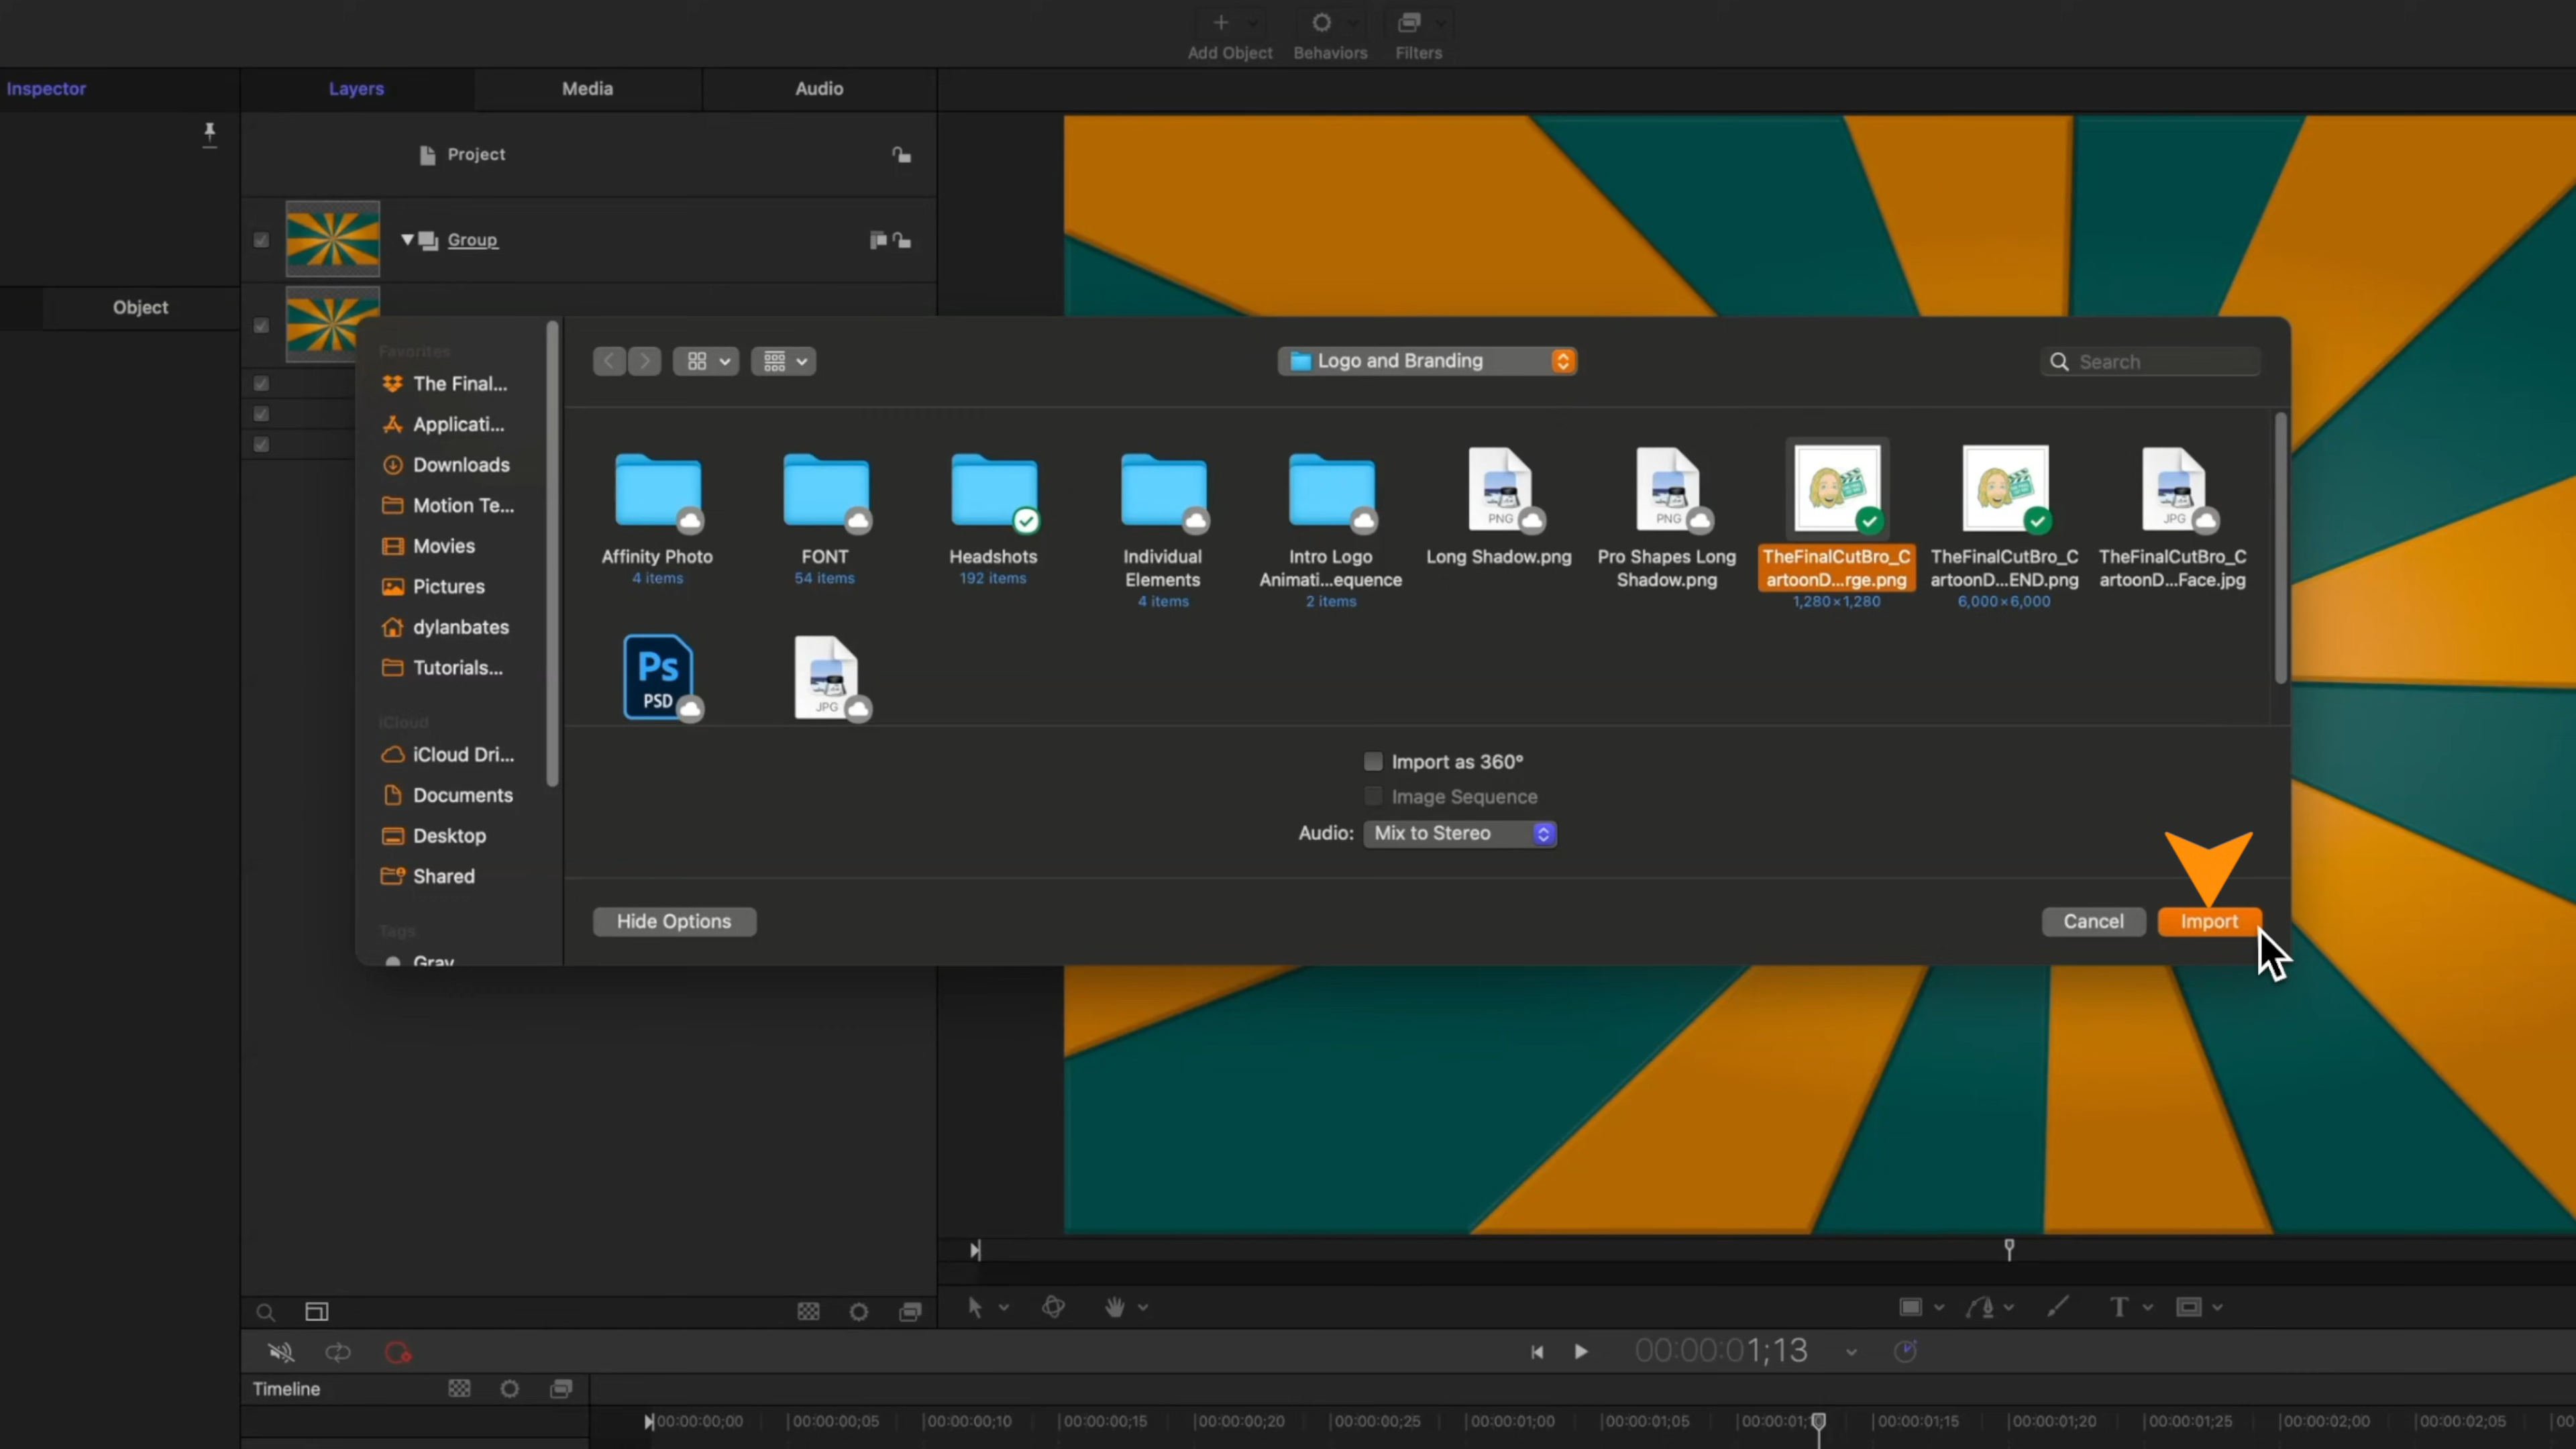 Add Object
Behaviors
Filters
Inspector
Layers
Media
Audio
Project
Group
Object
Favorites
The Final...
Applicati...
Downloads
Motion Te...
Movies
Pictures
dylanbates
Tutorials...
iCloud
iCloud Dri...
Documents
Desktop
Shared
Tags
Gray
Logo and Branding
Search
Affinity Photo
4 items
FONT
54 items
Headshots
192 items
Individual
Elements
4 items
Intro Logo
Animati...equence
2 items
PNG
Long Shadow.png
PNG
Pro Shapes Long
Shadow.png
TheFinalCutBro_C
artoonD...rge.png
1,280×1,280
TheFinalCutBro_C
artoonD...END.png
6,000×6,000
JPG
TheFinalCutBro_C
artoonD...Face.jpg
Ps
PSD
JPG
Import as 360°
Image Sequence
Audio: Mix to Stereo
Hide Options
Cancel
Import
T
00:00:01;13
Timeline
00:00:00;00
00:00:00;05
00:00:00;10
00:00:00;15
00:00:00;20
00:00:00;25
00:00:01;00
00:00:01;05
00:00:01;15
00:00:01;20
00:00:01;25
00:00:02;00
00:00:02;05